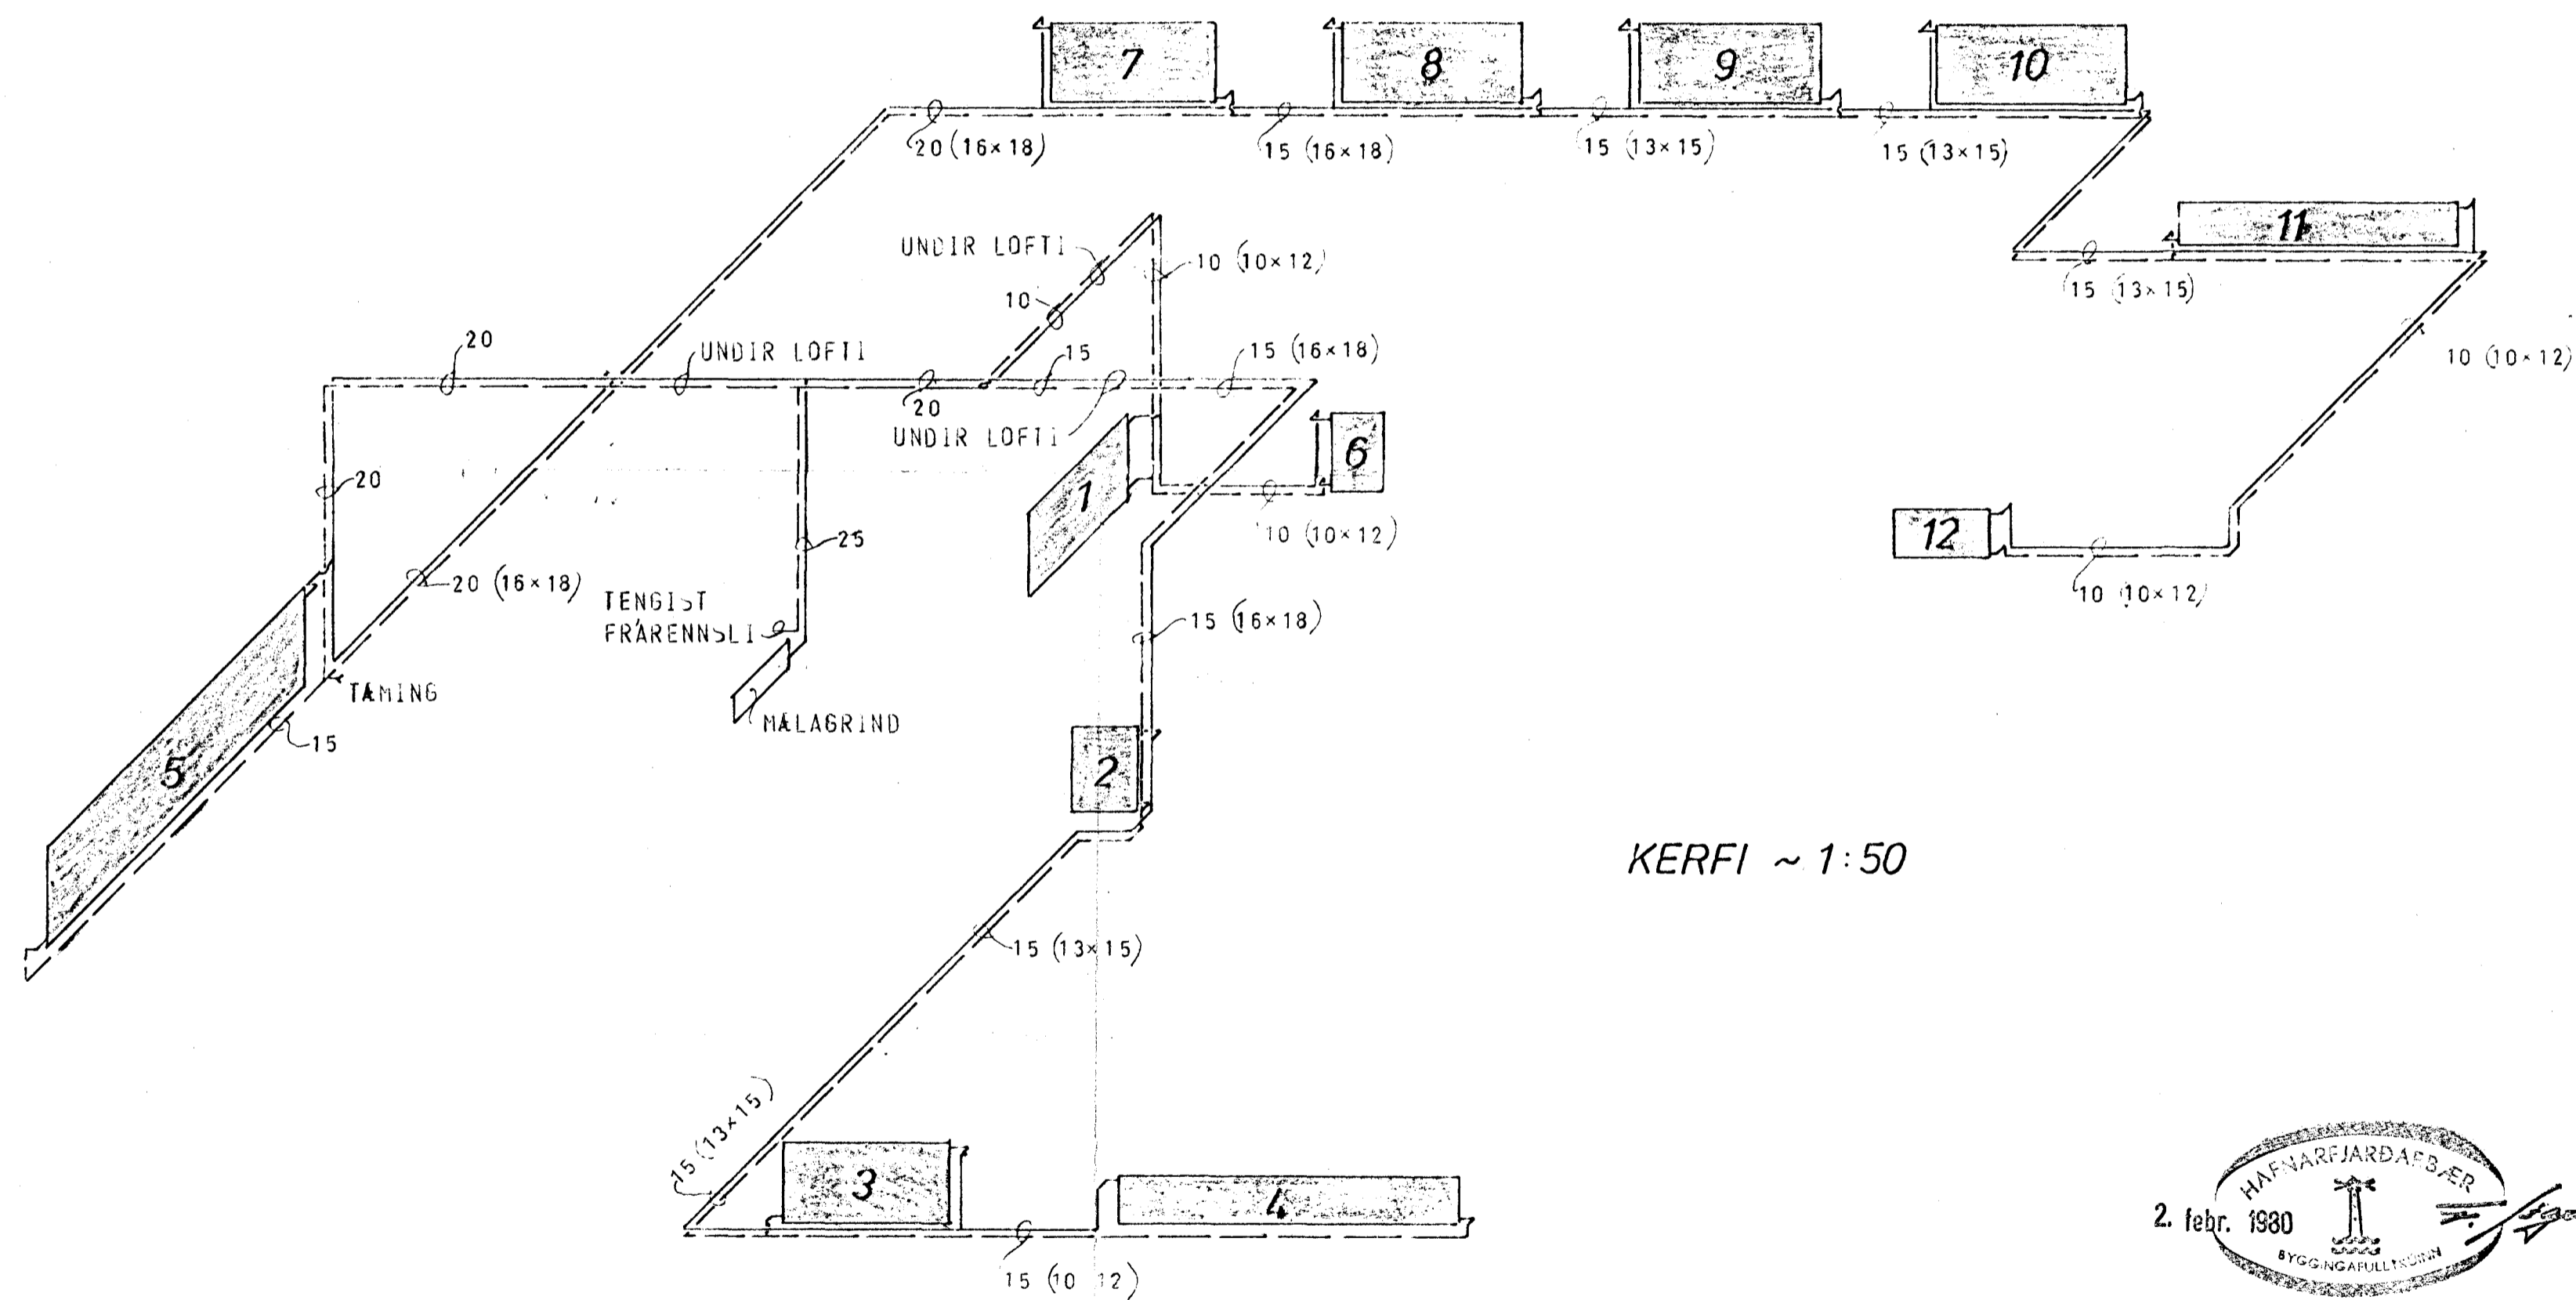 7
8
9
10
20 (16×18)
15 (16×18)
15 (13×15)
15 (13×15)
11
UNDIR LOFTI
10 (10×12)
10
15 (13×15)
20
UNDIR LOFTI
15
15 (16×18)
10 (10×12)
20
UNDIR LOFTI
6
20
1
25
10 (10×12)
12
20 (16×18)
10 (10×12)
TENGIST
FRÁRENNSLI
15 (16×18)
TÆMING
MÆLAGRIND
15
5
2
KERFI ~ 1:50
15 (13×15)
15 (13×15)
3
4
15 (10 12)
HAFNARFJARÐARBÆR
2. febr. 1980
BYGGINGAFULLTRÚINN